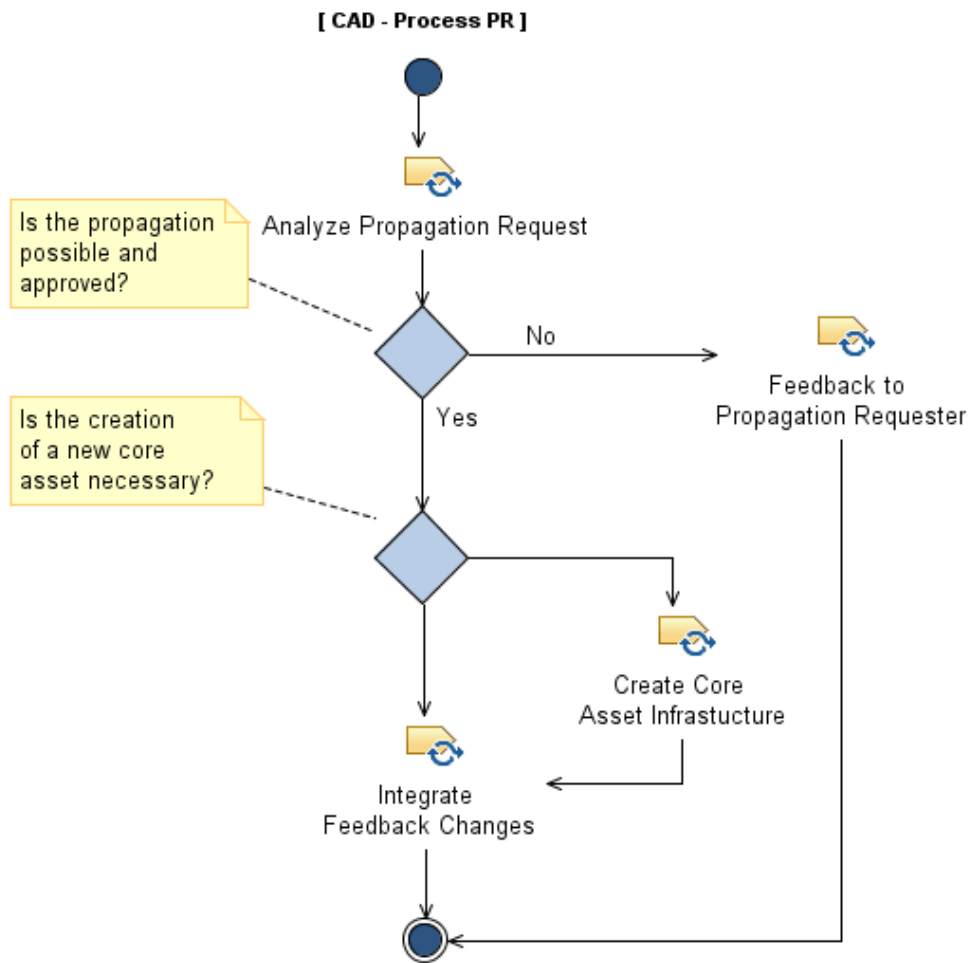 [ CAD - Process PR ]
Is the propagation
possible and
approved?
Analyze Propagation Request
No
Feedback to
Propagation Requester
Yes
Is the creation
of a new core
asset necessary?
Create Core
Asset Infrastucture
Integrate
Feedback Changes